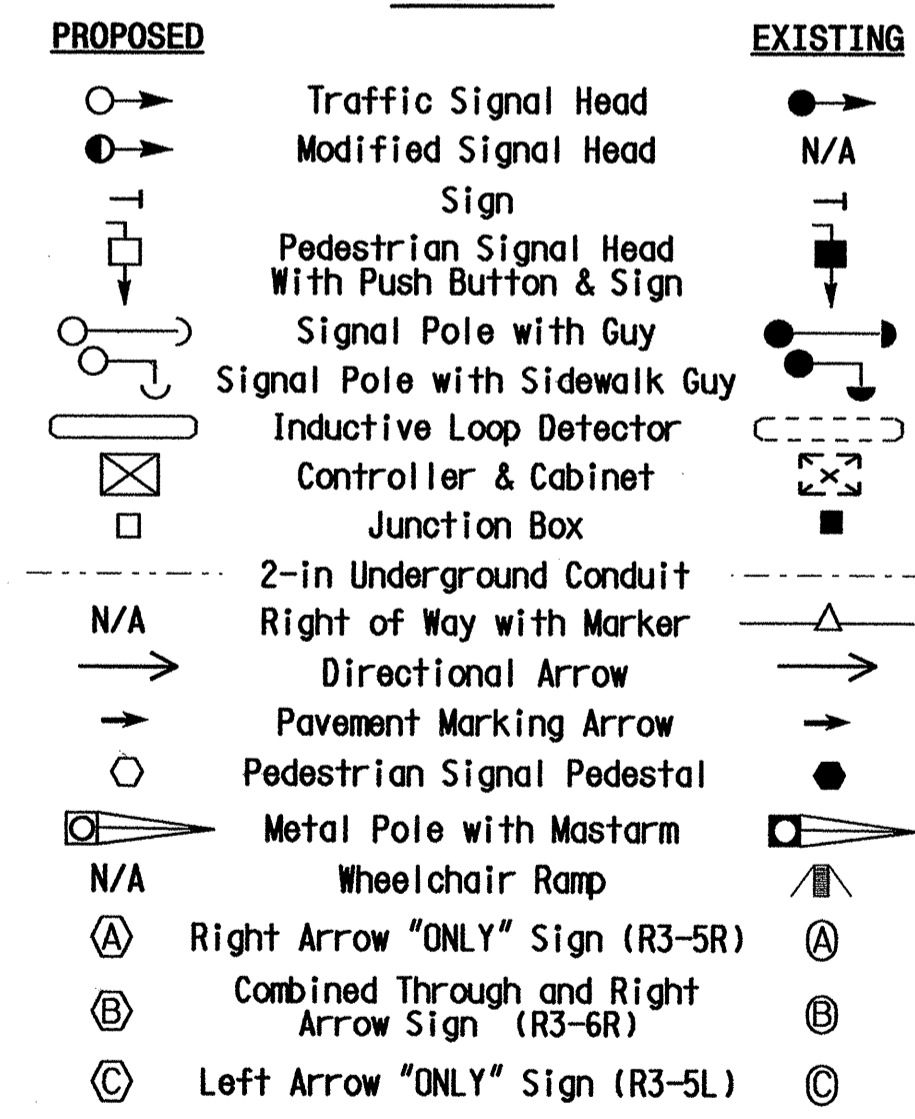 PROPOSED EXISTING
Traffic Signal Head
Modified Signal Head N/A
Sign
Pedestrian Signal Head
With Push Button & Sign
Signal Pole with Guy
Signal Pole with Sidewalk Guy
Inductive Loop Detector
Controller & Cabinet
Junction Box
2-in Underground Conduit
N/A Right of Way with Marker
Directional Arrow
Pavement Marking Arrow
Pedestrian Signal Pedestal
Metal Pole with Mastarm
N/A Wheelchair Ramp
A Right Arrow "ONLY" Sign (R3-5R) A
Combined Through and Right
B Arrow Sign (R3-6R) B
C Left Arrow "ONLY" Sign (R3-5L) C